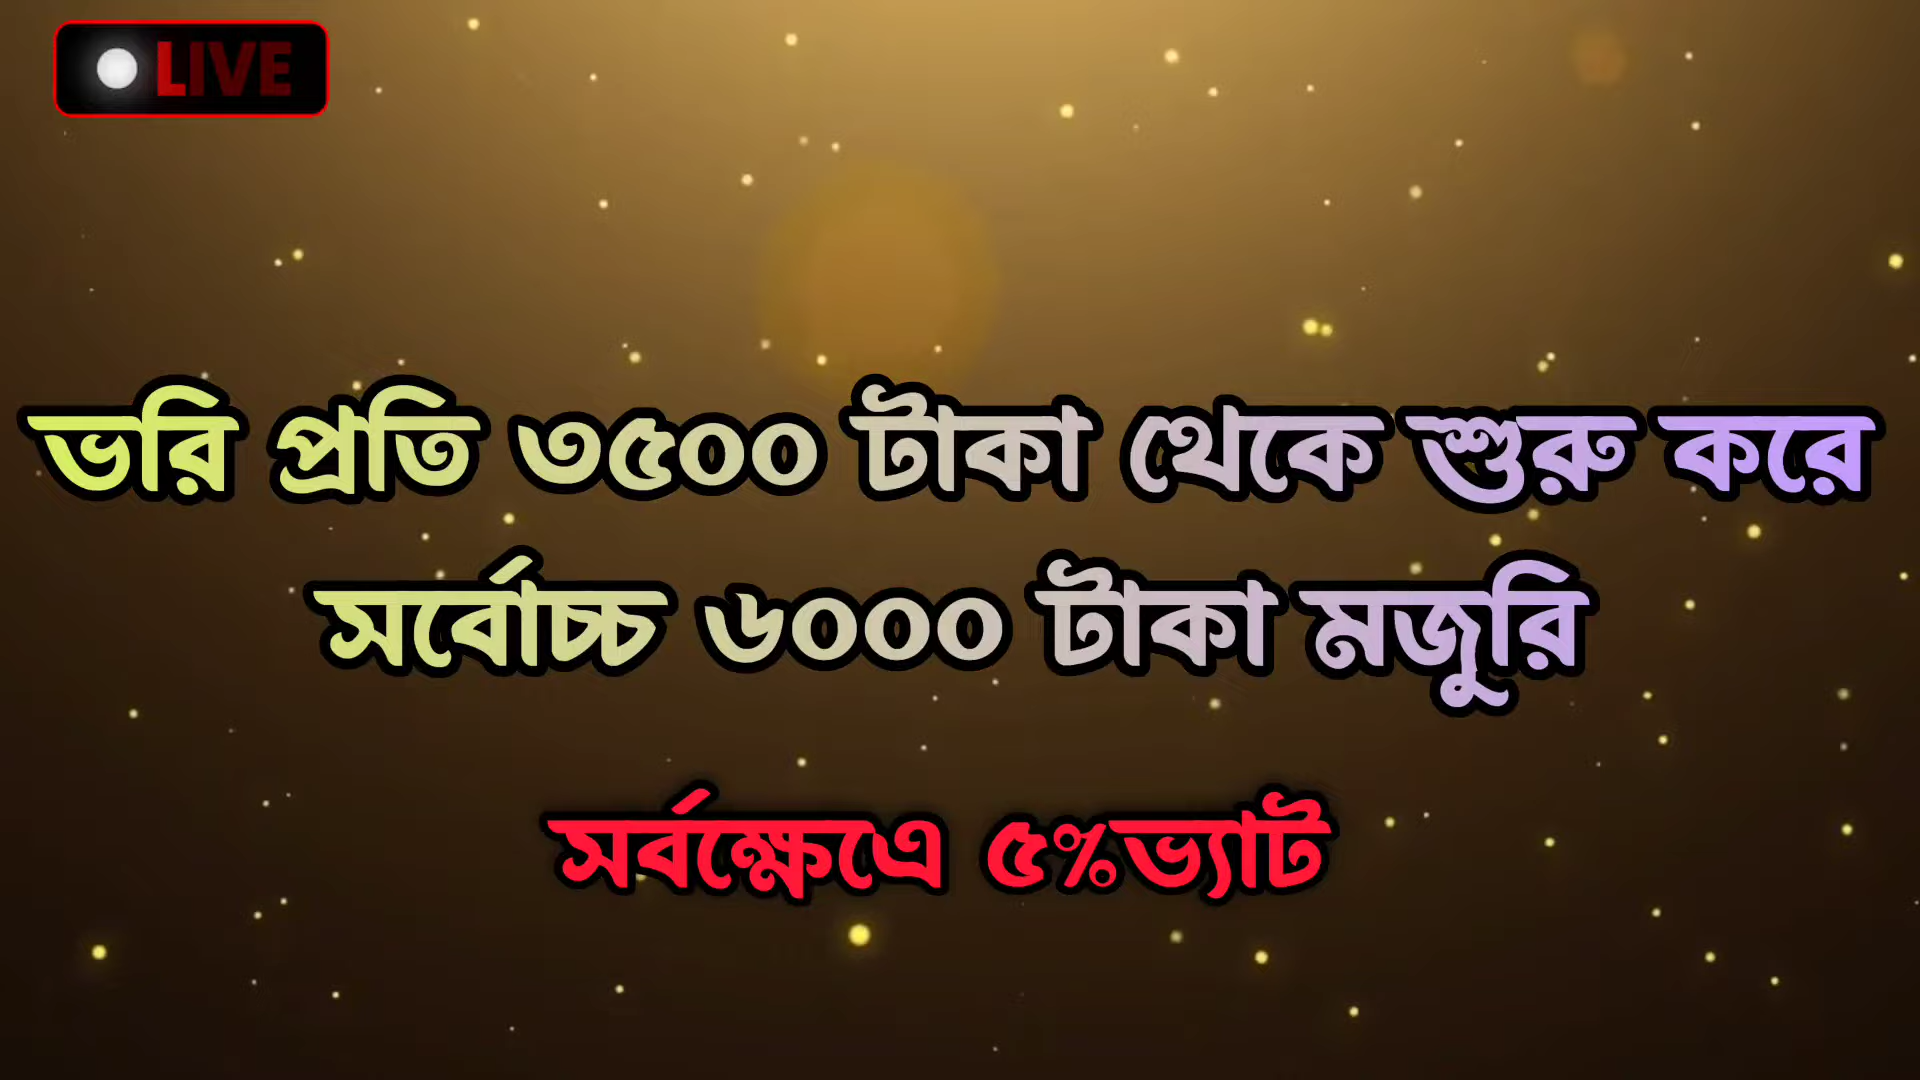 LIVE
ভরি প্রতি ৩৫০০ টাকা থেকে শুরু করে
সর্বোচ্চ ৬০০০ টাকা মজুরি
সর্বক্ষেএে ৫%ভ্যাট